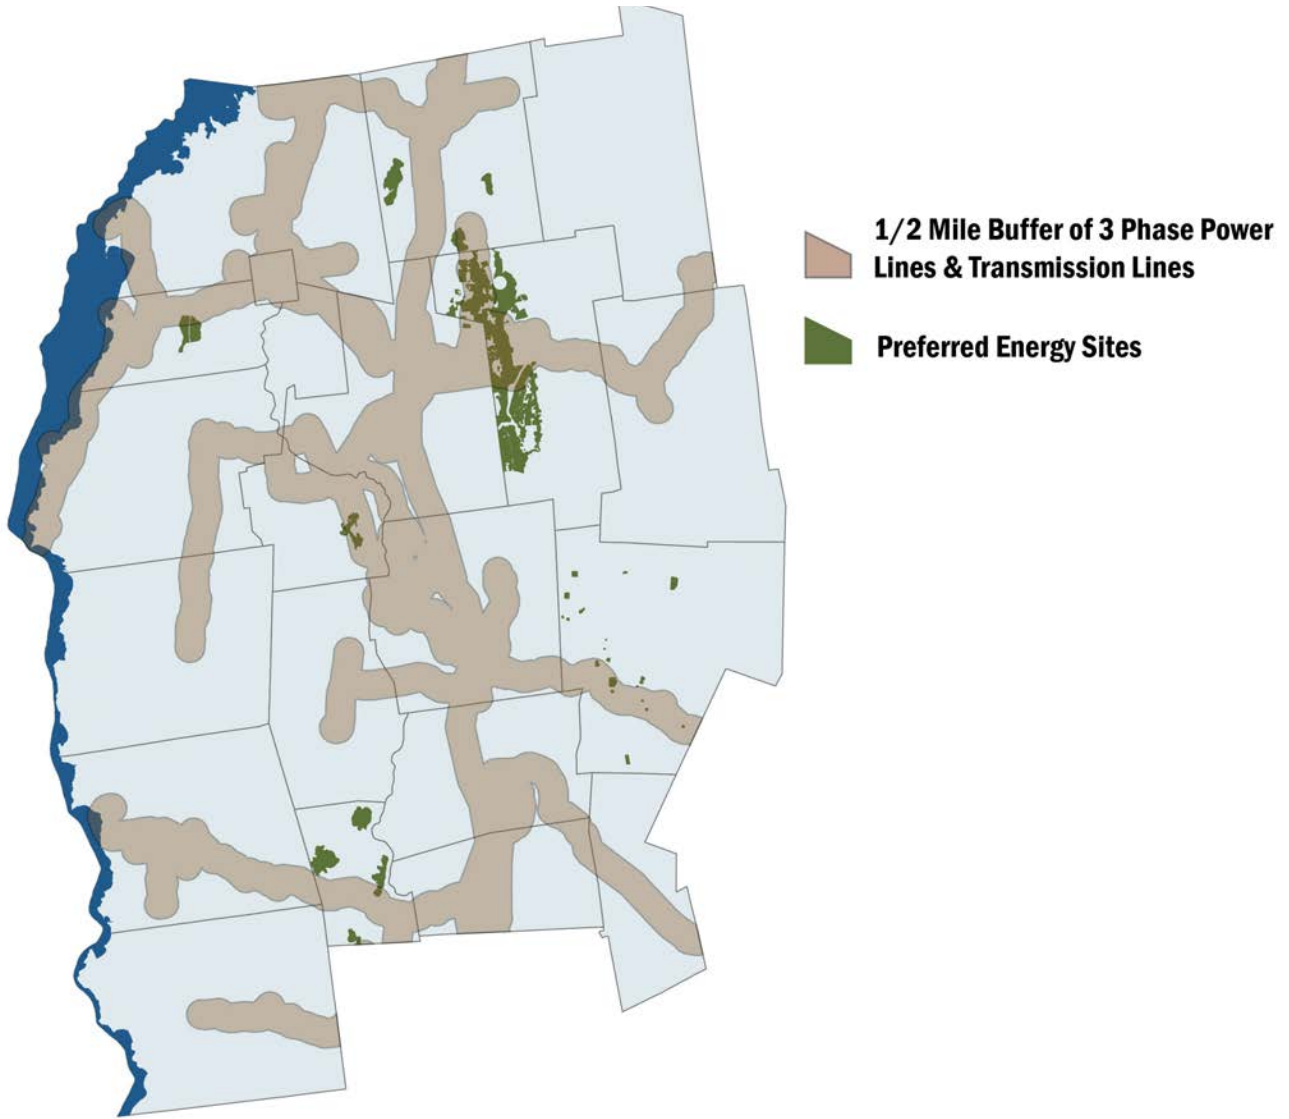 1/2 Mile Buffer of 3 Phase Power
Lines & Transmission Lines
Preferred Energy Sites